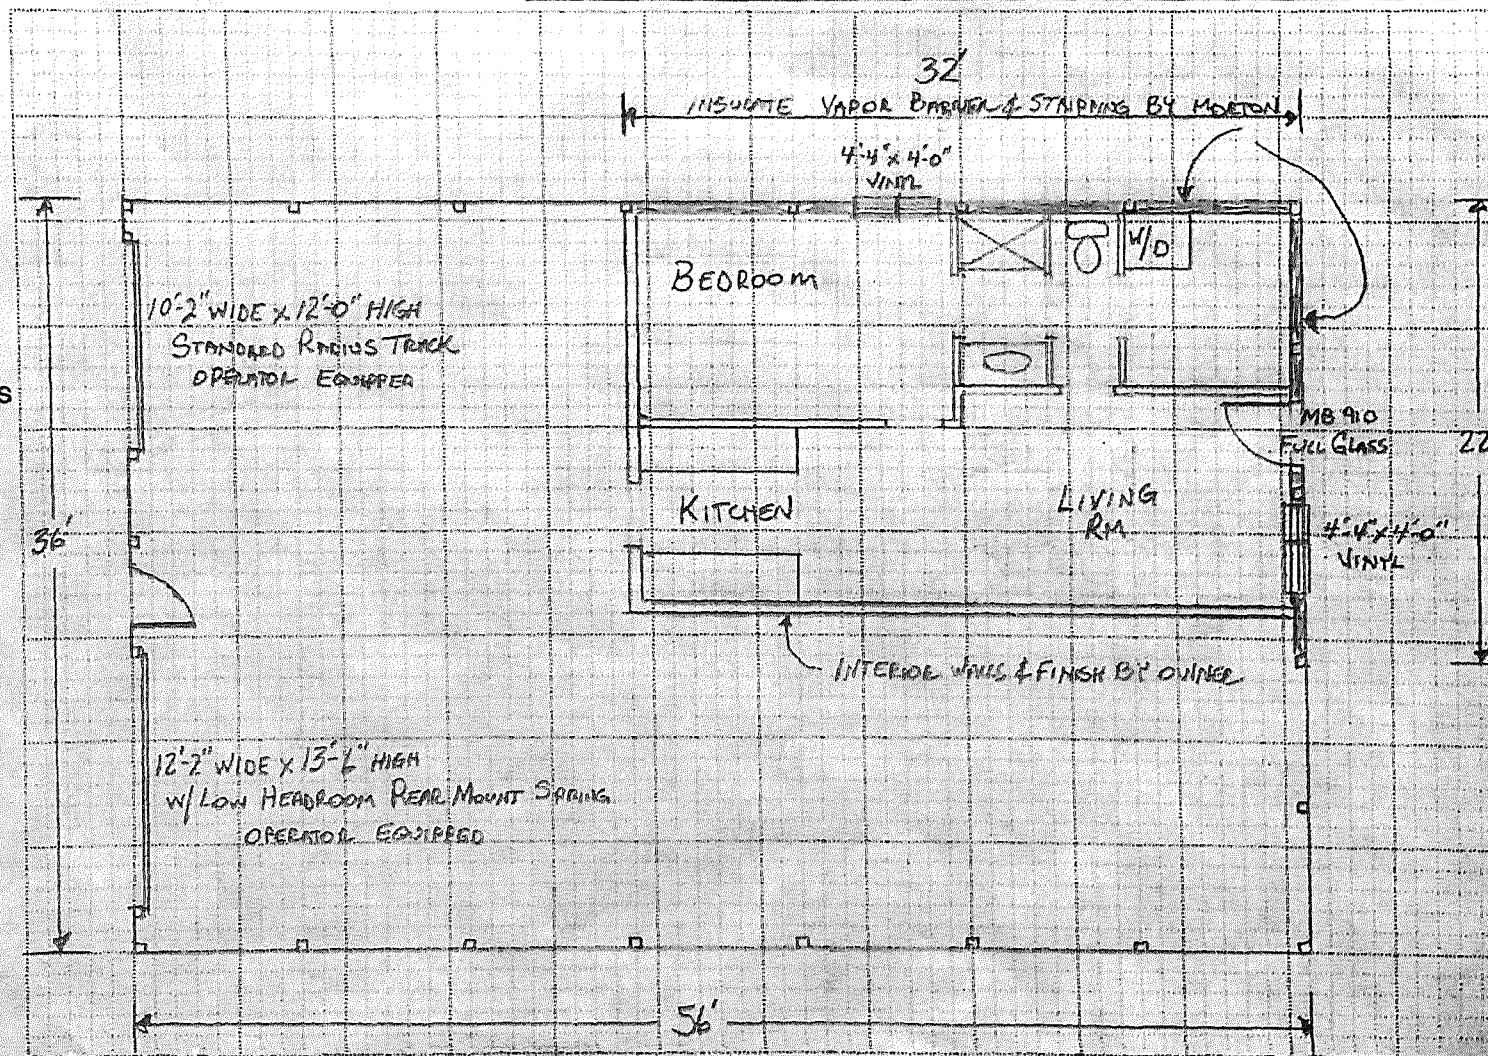 32'
INSULATE VAPOR BARRIER & STRIPPING BY MORTON
4'-4" x 4'-0"
VINYL
W/D
BEDROOM
10'-2" WIDE x 12'-0" HIGH
STANDARD RADIUS TRACK
OPERATOR EQUIPPED
S
MB 910
FULL GLASS
22
KITCHEN
LIVING
RM
36'
4'-4" x 4'-0"
VINYL
INTERIOR WALLS & FINISH BY OWNER
12'-2" WIDE x 13'- HIGH
W/ LOW HEADROOM REAR MOUNT SPRING
OPERATOR EQUIPPED
56'